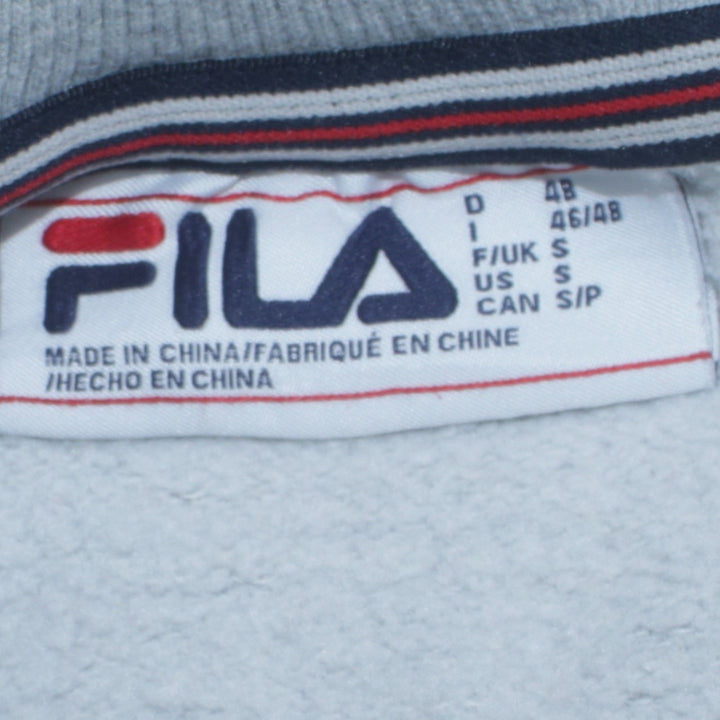 FILA
D 48
I 46/48
F/UK S
US S
CAN S/P
MADE IN CHINA/FABRIQUÉ EN CHINE
/HECHO EN CHINA